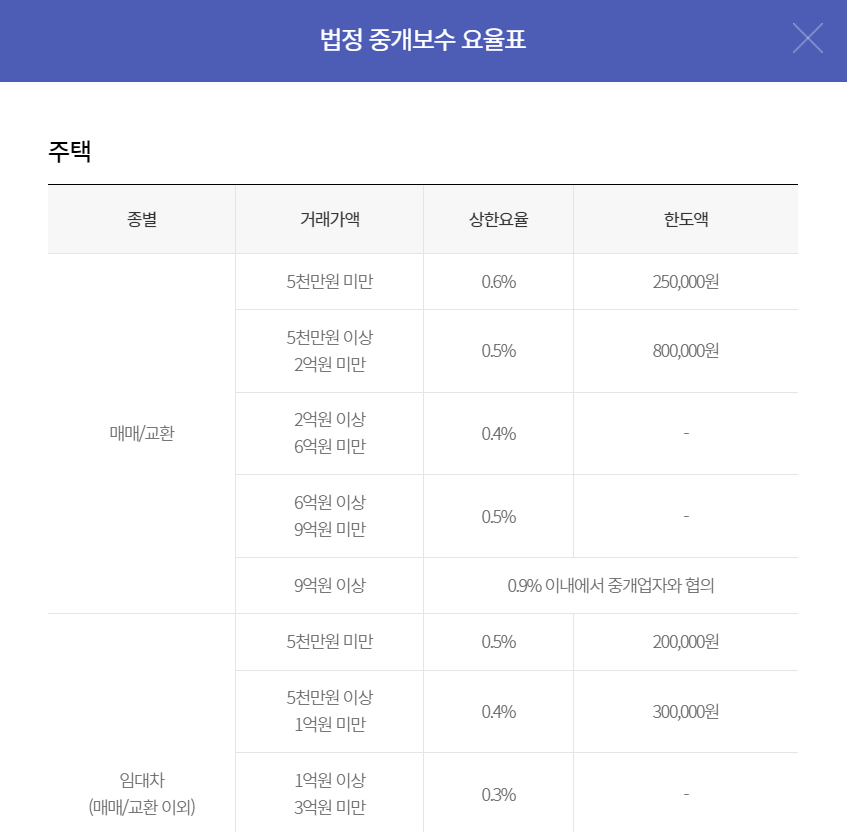 법정 중개보수 요율표
주택
종별 거래가액 상한요율 한도액
매매/교환
5천만원 미만 0.6% 250,000원
5천만원 이상
2억원 미만
0.5% 800,000원
2억원 이상
6억원 미만
0.4% -
6억원 이상
9억원 미만
0.5% -
9억원 이상 0.9% 이내에서 중개업자와 협의
임대차
(매매/교환 이외)
5천만원 미만 0.5% 200,000원
5천만원 이상
1억원 미만
0.4% 300,000원
1억원 이상
3억원 미만
0.3% -